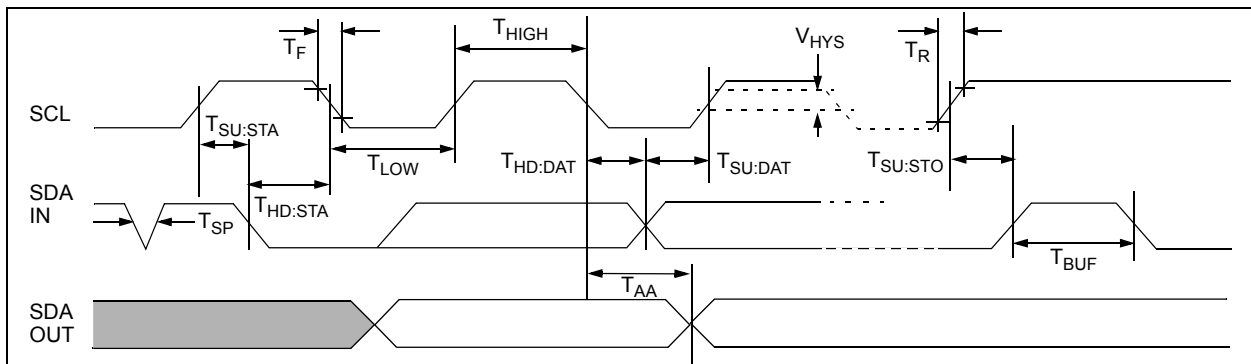 T_F
T_HIGH
V_HYS
T_R
SCL
T_SU:STA
T_LOW
T_HD:DAT
T_SU:DAT
T_SU:STO
SDA
IN
T_SP
T_HD:STA
T_BUF
T_AA
SDA
OUT